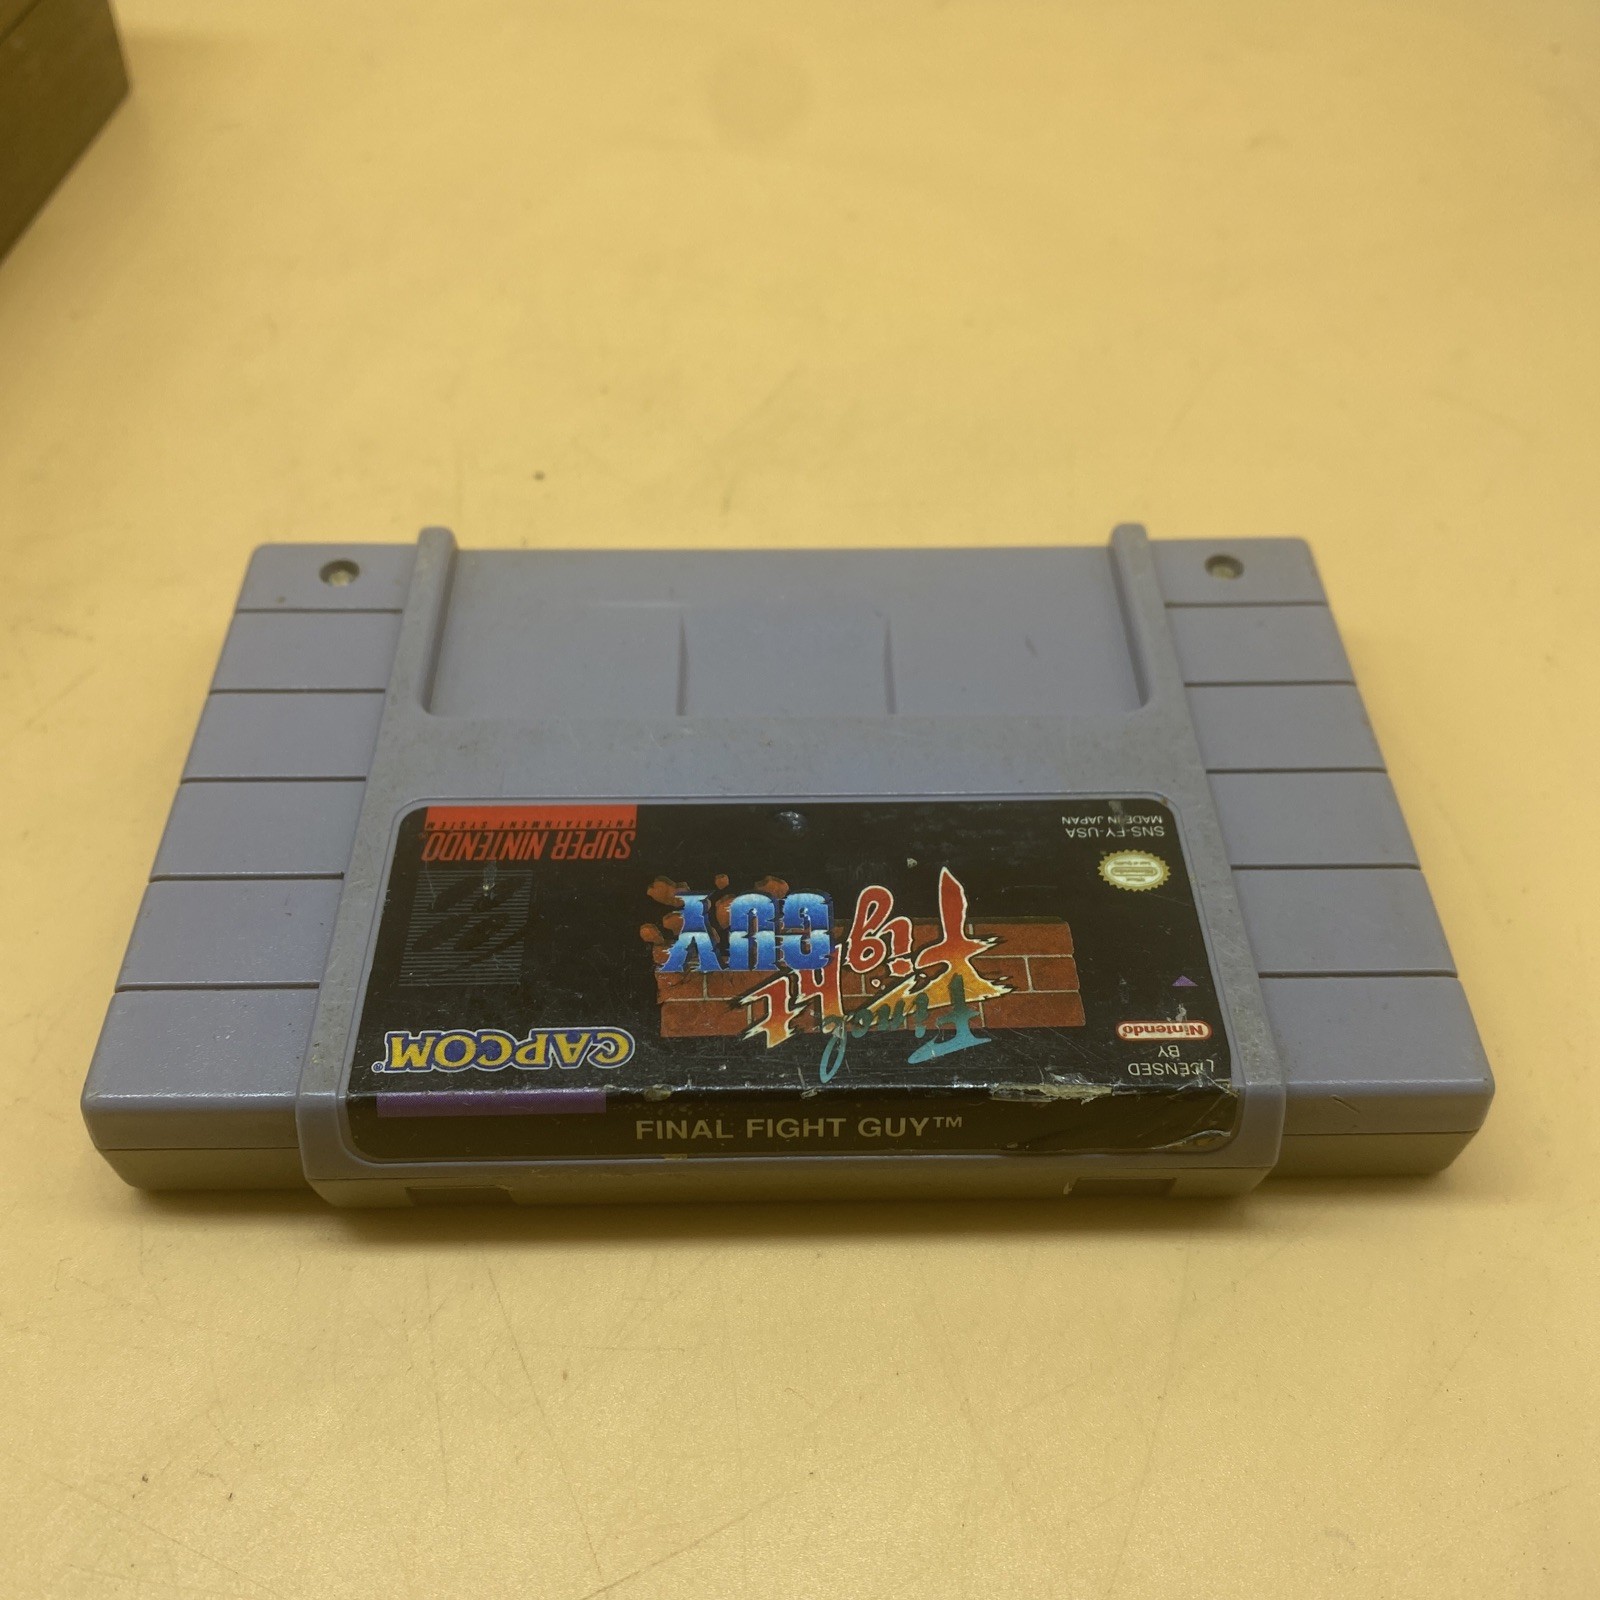 FINAL FIGHT GUY™
LICENSED
BY
Nintendo
Final
Fight
GUY
CAPCOM®
SNS-FY-USA
MADE IN JAPAN
SUPER NINTENDO
ENTERTAINMENT SYSTEM